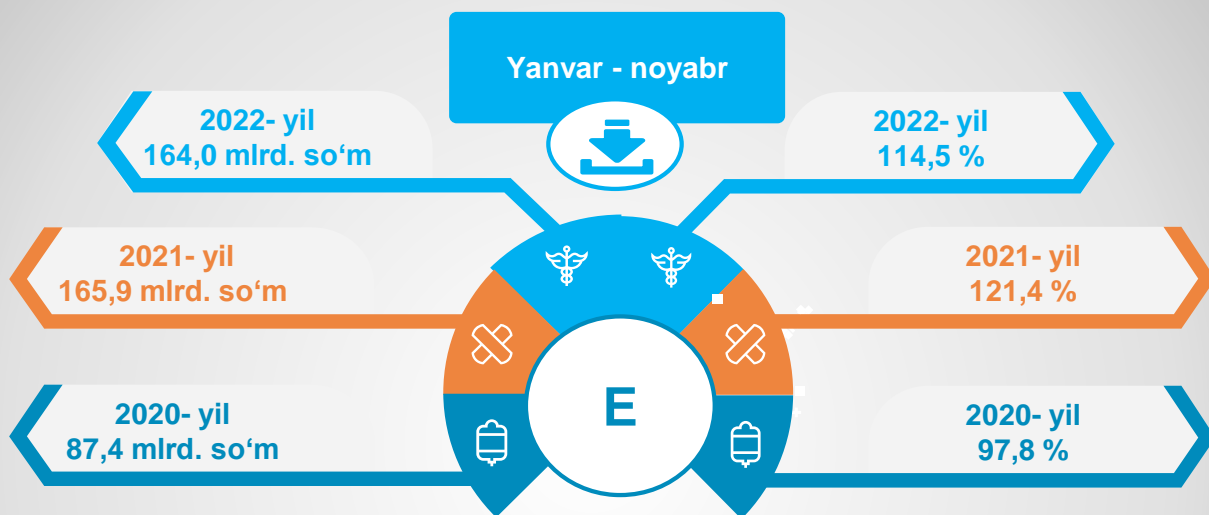 Yanvar - noyabr
2022- yil
164,0 mlrd. so‘m
2022- yil
114,5 %
2021- yil
165,9 mlrd. so‘m
2021- yil
121,4 %
2020- yil
87,4 mlrd. so‘m
E
2020- yil
97,8 %